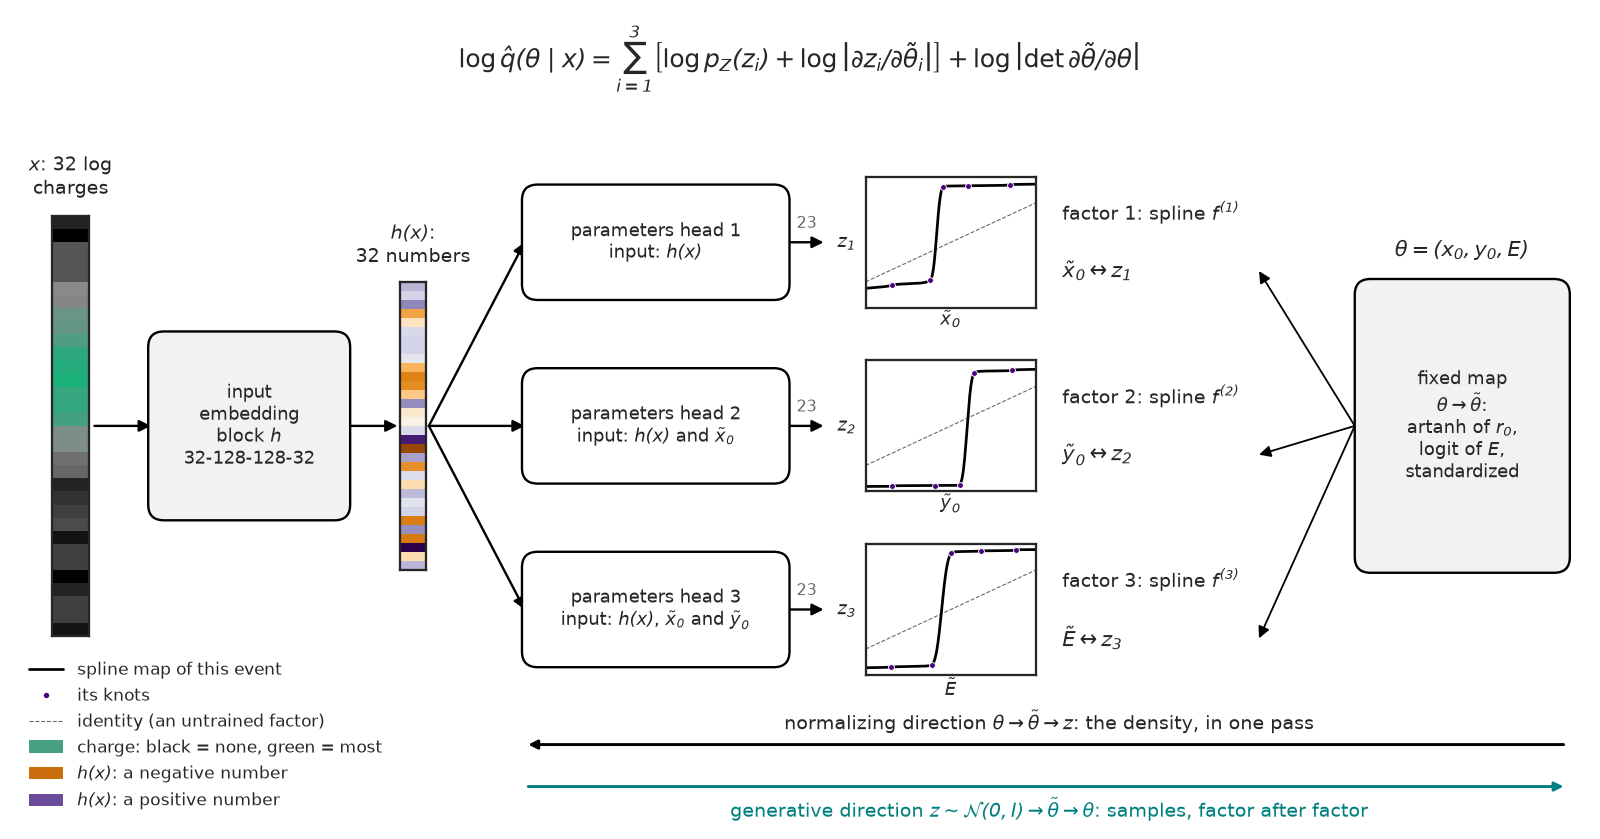 log q̂(θ | x) = ∑_{i=1}^{3} [log p_Z(z_i) + log |∂z_i/∂θ̃_i|] + log |det ∂θ̃/∂θ|
x: 32 log
charges
h(x):
32 numbers
input
embedding
block h
32-128-128-32
parameters head 1
input: h(x)
23
z₁
x̃₀
factor 1: spline f⁽¹⁾
x̃₀ ↔ z₁
parameters head 2
input: h(x) and x̃₀
23
z₂
ỹ₀
factor 2: spline f⁽²⁾
ỹ₀ ↔ z₂
parameters head 3
input: h(x), x̃₀ and ỹ₀
23
z₃
Ẽ
factor 3: spline f⁽³⁾
Ẽ ↔ z₃
θ = (x₀, y₀, E)
fixed map
θ → θ̃:
artanh of r₀,
logit of E,
standardized
spline map of this event
its knots
identity (an untrained factor)
charge: black = none, green = most
h(x): a negative number
h(x): a positive number
normalizing direction θ → θ̃ → z: the density, in one pass
generative direction z ~ 𝒩(0, I) → θ̃ → θ: samples, factor after factor